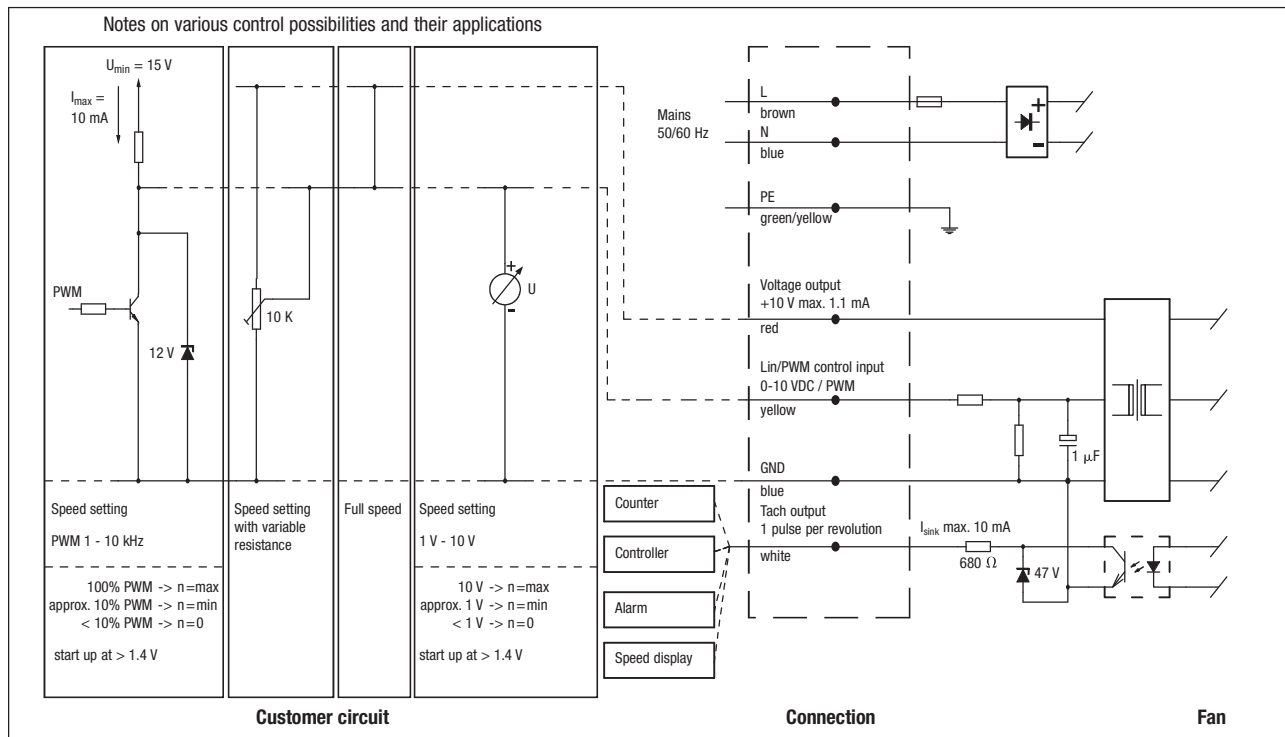 Notes on various control possibilities and their applications
U_min = 15 V
I_max =
10 mA
PWM
12 V
Speed setting
PWM 1 - 10 kHz
100% PWM -> n=max
approx. 10% PWM -> n=min
< 10% PWM -> n=0
start up at > 1.4 V
10 K
Speed setting
with variable
resistance
Full speed
+
U
-
Speed setting
1 V - 10 V
10 V -> n=max
approx. 1 V -> n=min
< 1 V -> n=0
start up at > 1.4 V
Counter
Controller
Alarm
Speed display
Mains
50/60 Hz
L
brown
N
blue
PE
green/yellow
Voltage output
+10 V max. 1.1 mA
red
Lin/PWM control input
0-10 VDC / PWM
yellow
GND
blue
Tach output
1 pulse per revolution
white
+
-
1 µF
I_sink max. 10 mA
680 Ω
47 V
Customer circuit
Connection
Fan